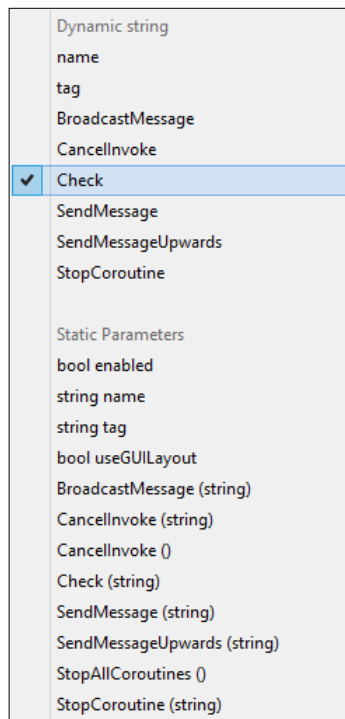 Dynamic string
name
tag
BroadcastMessage
CancelInvoke
Check
SendMessage
SendMessageUpwards
StopCoroutine
Static Parameters
bool enabled
string name
string tag
bool useGUILayout
BroadcastMessage (string)
CancelInvoke (string)
CancelInvoke ()
Check (string)
SendMessage (string)
SendMessageUpwards (string)
StopAllCoroutines ()
StopCoroutine (string)